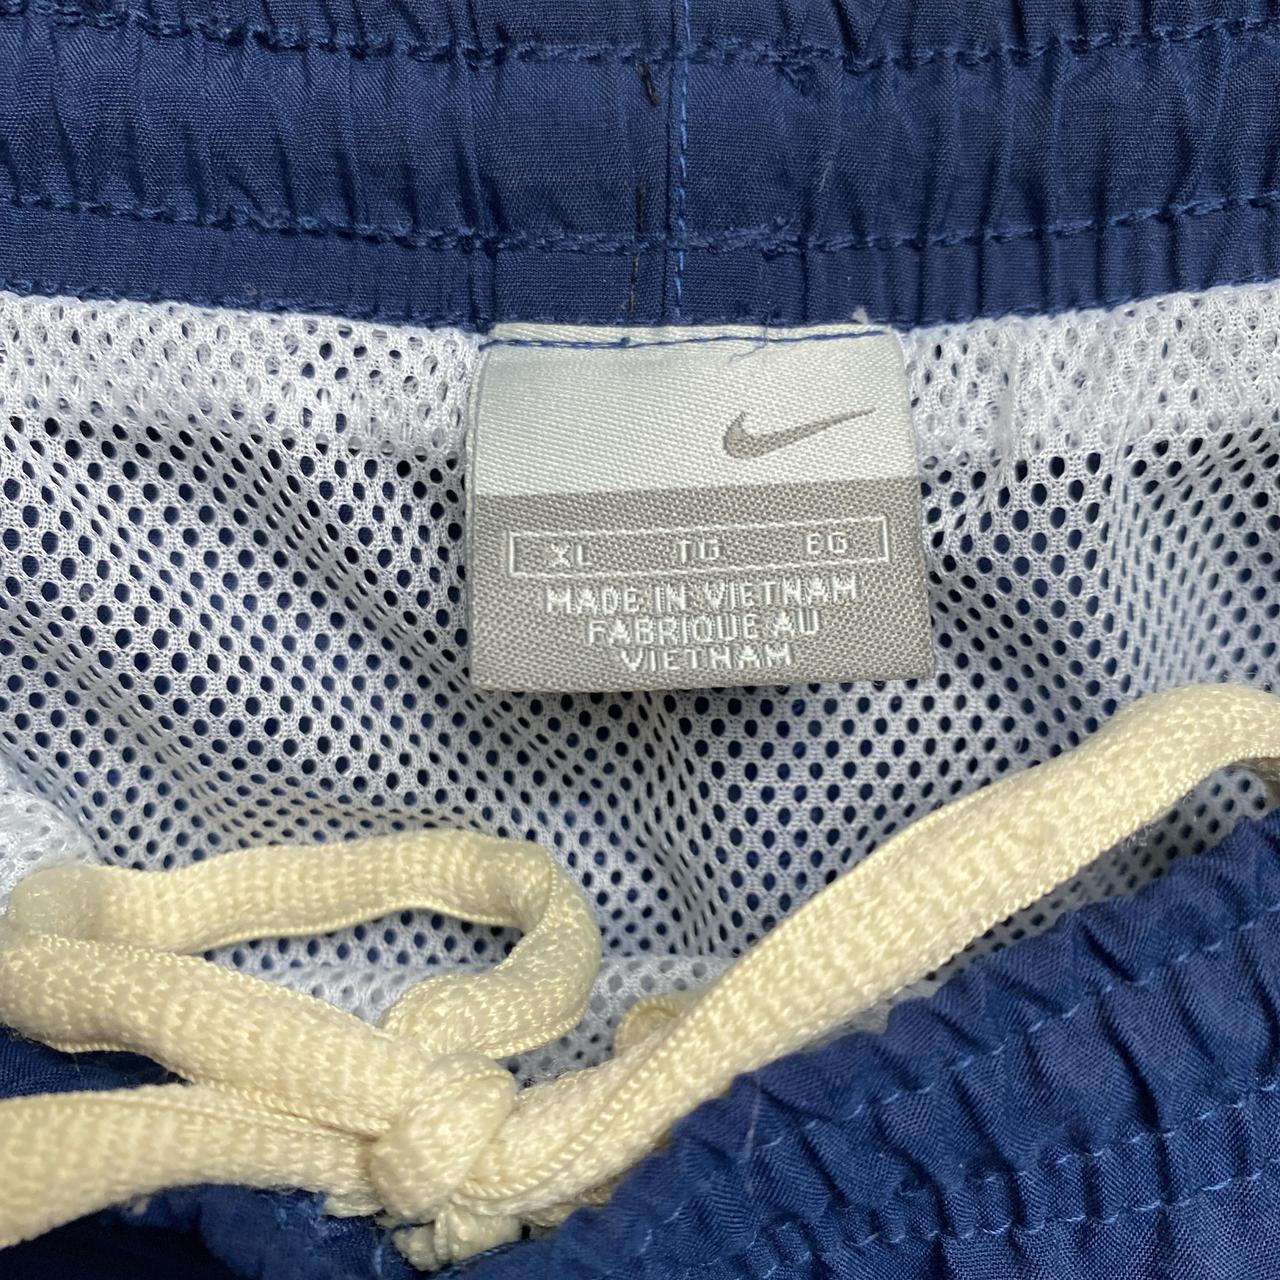 XL TG EG
MADE IN VIETNAM
FABRIQUE AU
VIETNAM